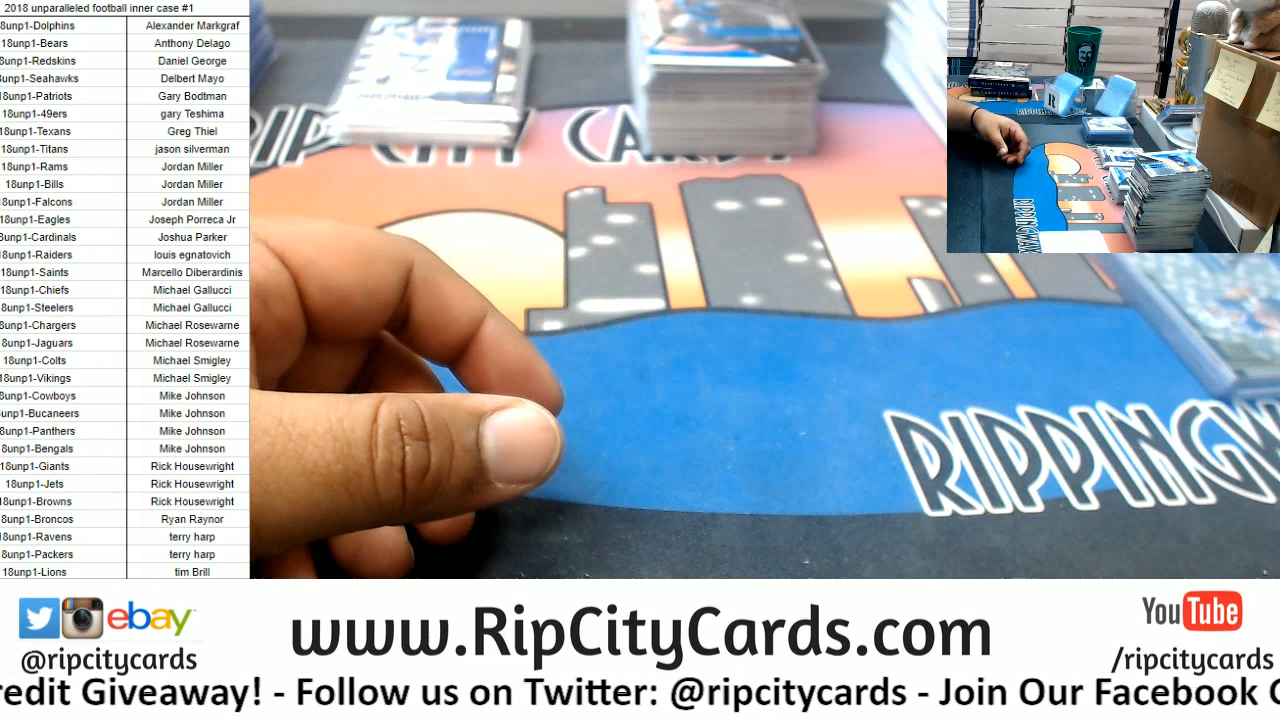 2018 unparalleled football inner case #1
8unp1-Dolphins Alexander Markgraf
18unp1-Bears Anthony Delago
8unp1-Redskins Daniel George
8unp1-Seahawks Delbert Mayo
8unp1-Patriots Gary Bodtman
18unp1-49ers gary Teshima
18unp1-Texans Greg Thiel
18unp1-Titans jason silverman
18unp1-Rams Jordan Miller
18unp1-Bills Jordan Miller
18unp1-Falcons Jordan Miller
18unp1-Eagles Joseph Porreca Jr
8unp1-Cardinals Joshua Parker
18unp1-Raiders louis egnatovich
18unp1-Saints Marcello Diberardinis
18unp1-Chiefs Michael Gallucci
8unp1-Steelers Michael Gallucci
8unp1-Chargers Michael Rosewarne
8unp1-Jaguars Michael Rosewarne
18unp1-Colts Michael Smigley
18unp1-Vikings Michael Smigley
8unp1-Cowboys Mike Johnson
unp1-Bucaneers Mike Johnson
8unp1-Panthers Mike Johnson
8unp1-Bengals Mike Johnson
18unp1-Giants Rick Housewright
18unp1-Jets Rick Housewright
18unp1-Browns Rick Housewright
8unp1-Broncos Ryan Raynor
18unp1-Ravens terry harp
8unp1-Packers terry harp
18unp1-Lions tim Brill
RIP CITY CARDS
RIPPINGW
ebay
@ripcitycards
www.RipCityCards.com
YouTube
/ripcitycards
redit Giveaway! - Follow us on Twitter: @ripcitycards - Join Our Facebook G